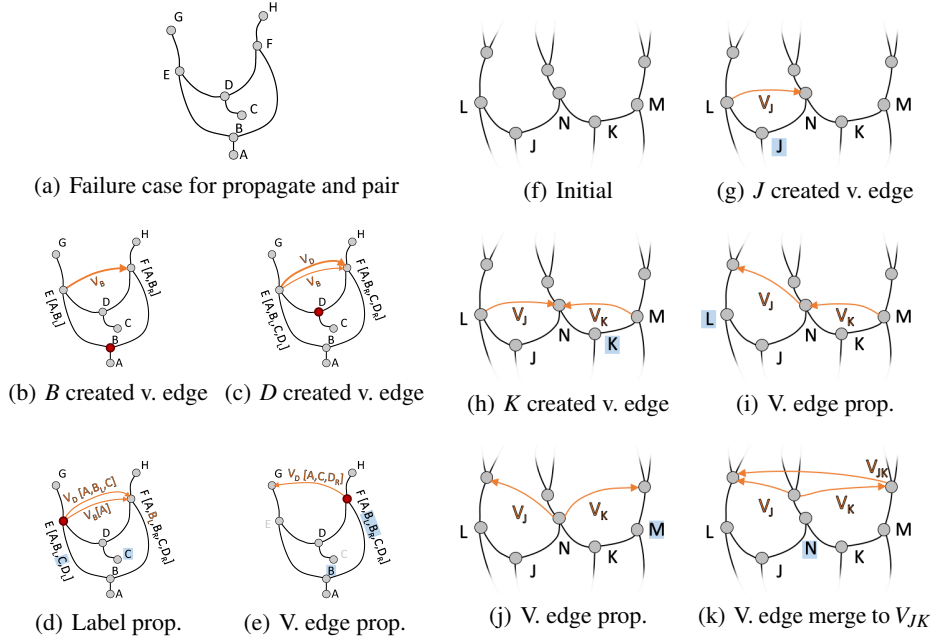 G
H
E
F
D
C
B
A
(a) Failure case for propagate and pair
L
J
N
K
M
(f) Initial
L
V_J
J
N
K
M
(g) J created v. edge
G
H
V_B
E [A,B_L]
F [A,B_R]
D
C
B
A
(b) B created v. edge
G
H
V_D
V_B
E [A,B_L,C,D_L]
F [A,B_R,C,D_R]
D
C
B
A
(c) D created v. edge
L
V_J
V_K
M
J
N
K
(h) K created v. edge
L
V_J
V_K
M
J
N
K
(i) V. edge prop.
G
H
V_D [A,B_L,C]
V_B[A]
E [A,B_L,C,D_L]
F [A,B_L,B_R,C,D_R]
D
C
B
A
(d) Label prop.
G
H
V_D [A,C,D_R]
E
F [A,B_L,B_R,C,D_R]
D
C
B
A
(e) V. edge prop.
L
V_J
V_K
M
J
N
K
(j) V. edge prop.
V_JK
L
V_J
V_K
M
J
N
K
(k) V. edge merge to V_JK